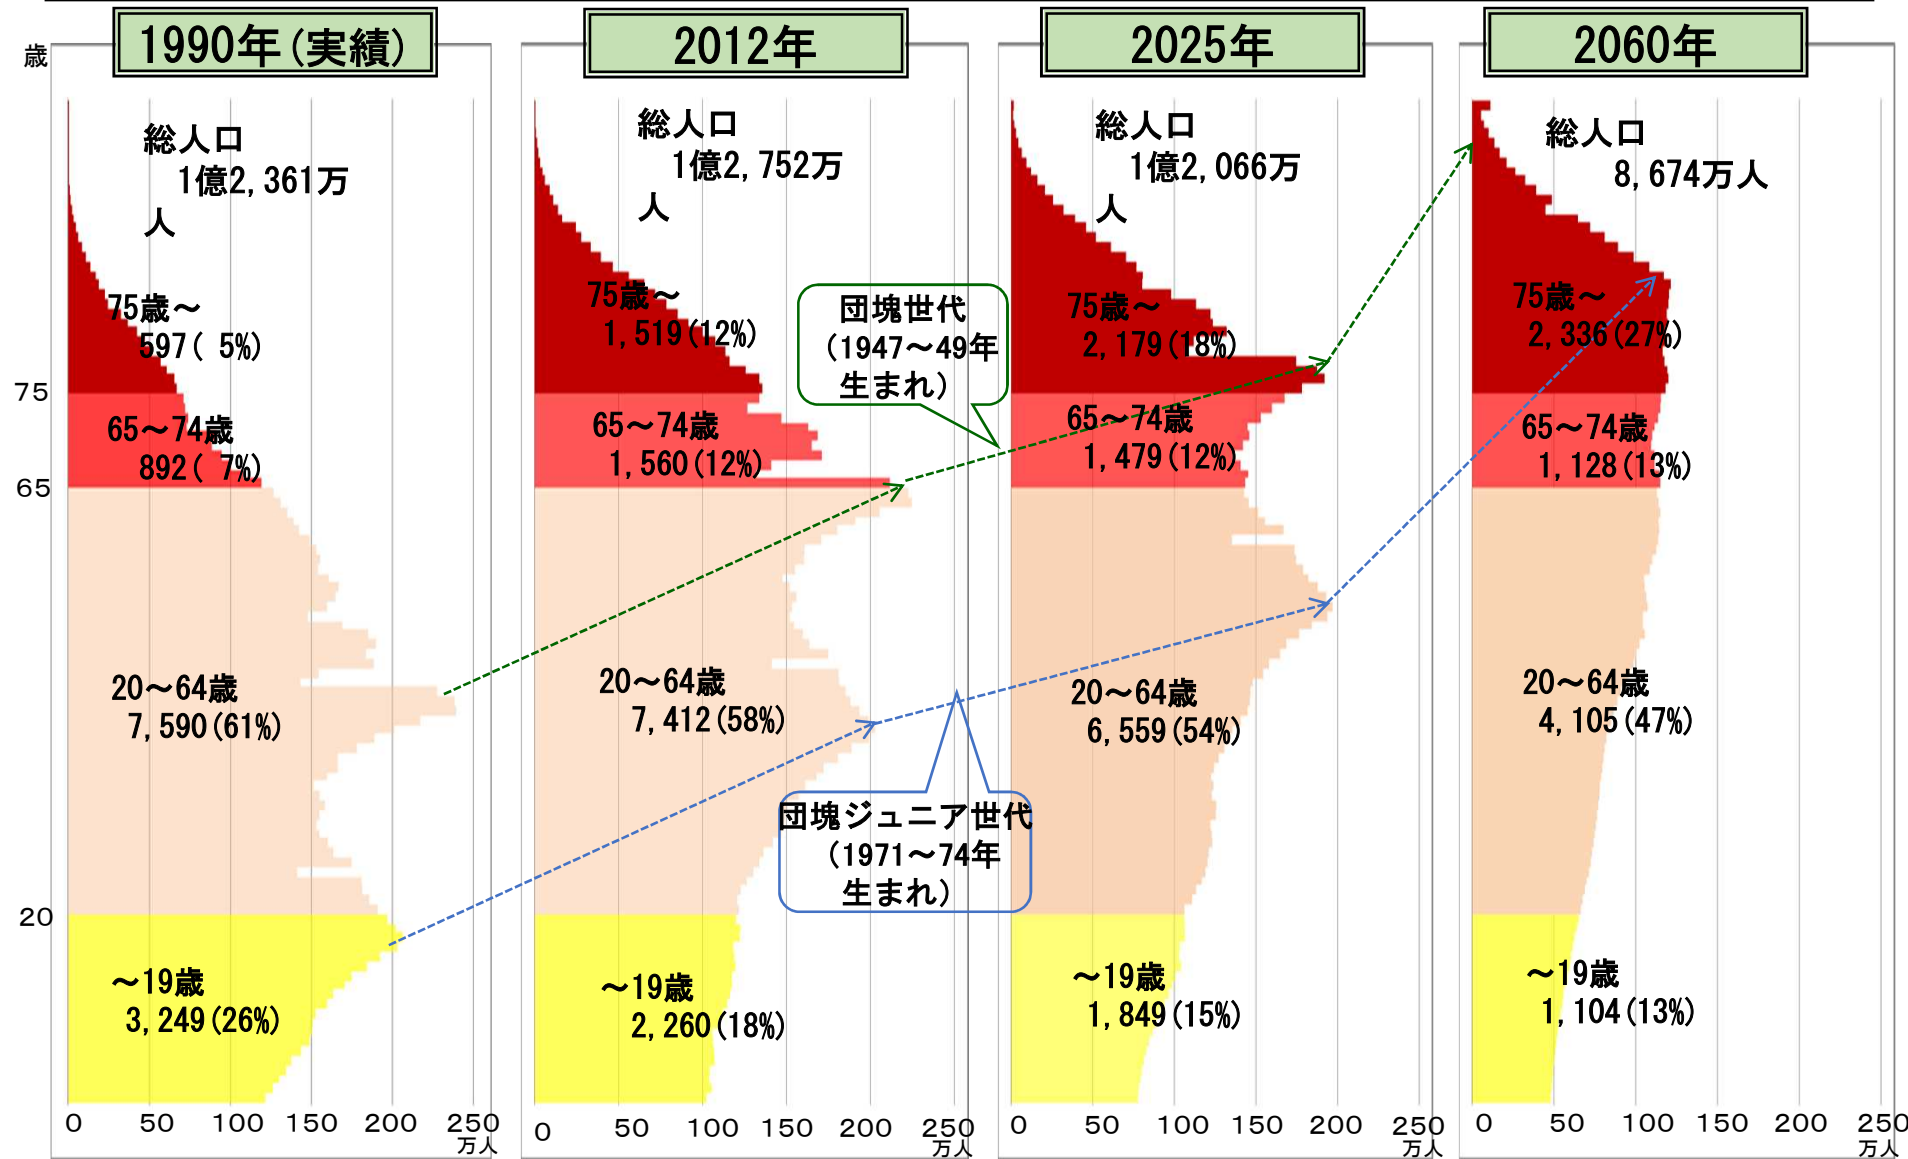 1990年(実績)
2012年
2025年
2060年
歳
75
65
20
総人口
1億2,361万
人
75歳～
597( 5%)
65～74歳
892( 7%)
20～64歳
7,590(61%)
～19歳
3,249(26%)
0 50 100 150 200 250
万人
総人口
1億2,752万
人
75歳～
1,519(12%)
65～74歳
1,560(12%)
20～64歳
7,412(58%)
～19歳
2,260(18%)
0 50 100 150 200 250
万人
団塊世代
(1947～49年
生まれ)
団塊ジュニア世代
(1971～74年
生まれ)
総人口
1億2,066万
人
75歳～
2,179(18%)
65～74歳
1,479(12%)
20～64歳
6,559(54%)
～19歳
1,849(15%)
0 50 100 150 200 250
万人
総人口
8,674万人
75歳～
2,336(27%)
65～74歳
1,128(13%)
20～64歳
4,105(47%)
～19歳
1,104(13%)
0 50 100 150 200 250
万人